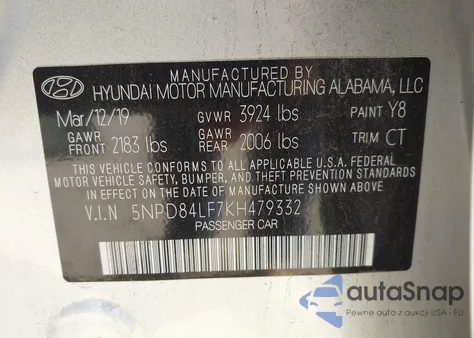 MANUFACTURED BY
HYUNDAI MOTOR MANUFACTURING ALABAMA, LLC
Mar/12/19 GVWR 3924 lbs PAINT Y8
GAWR FRONT 2183 lbs GAWR REAR 2006 lbs TRIM CT
THIS VEHICLE CONFORMS TO ALL APPLICABLE U.S.A. FEDERAL
MOTOR VEHICLE SAFETY, BUMPER, AND THEFT PREVENTION
STANDARDS IN EFFECT ON THE DATE OF MANUFACTURE SHOWN ABOVE.
V.I.N 5NPD84LF7KH479332
PASSENGER CAR
autoSnap
Pewne auta z aukcji USA i EU